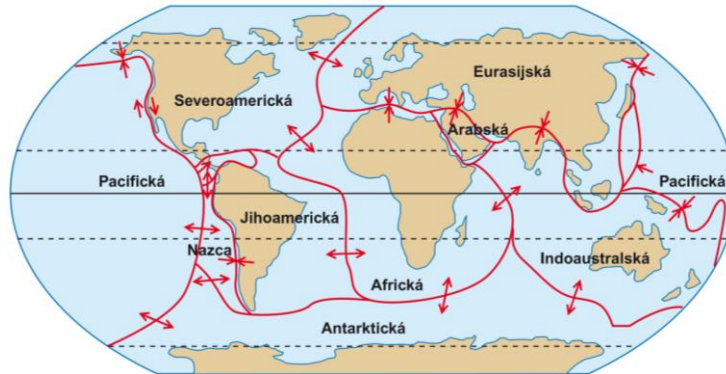 Eurasijská
Severoamerická
Arabská
Pacifická
Pacifická
Jihoamerická
Nazca
Indoaustralská
Africká
Antarktická